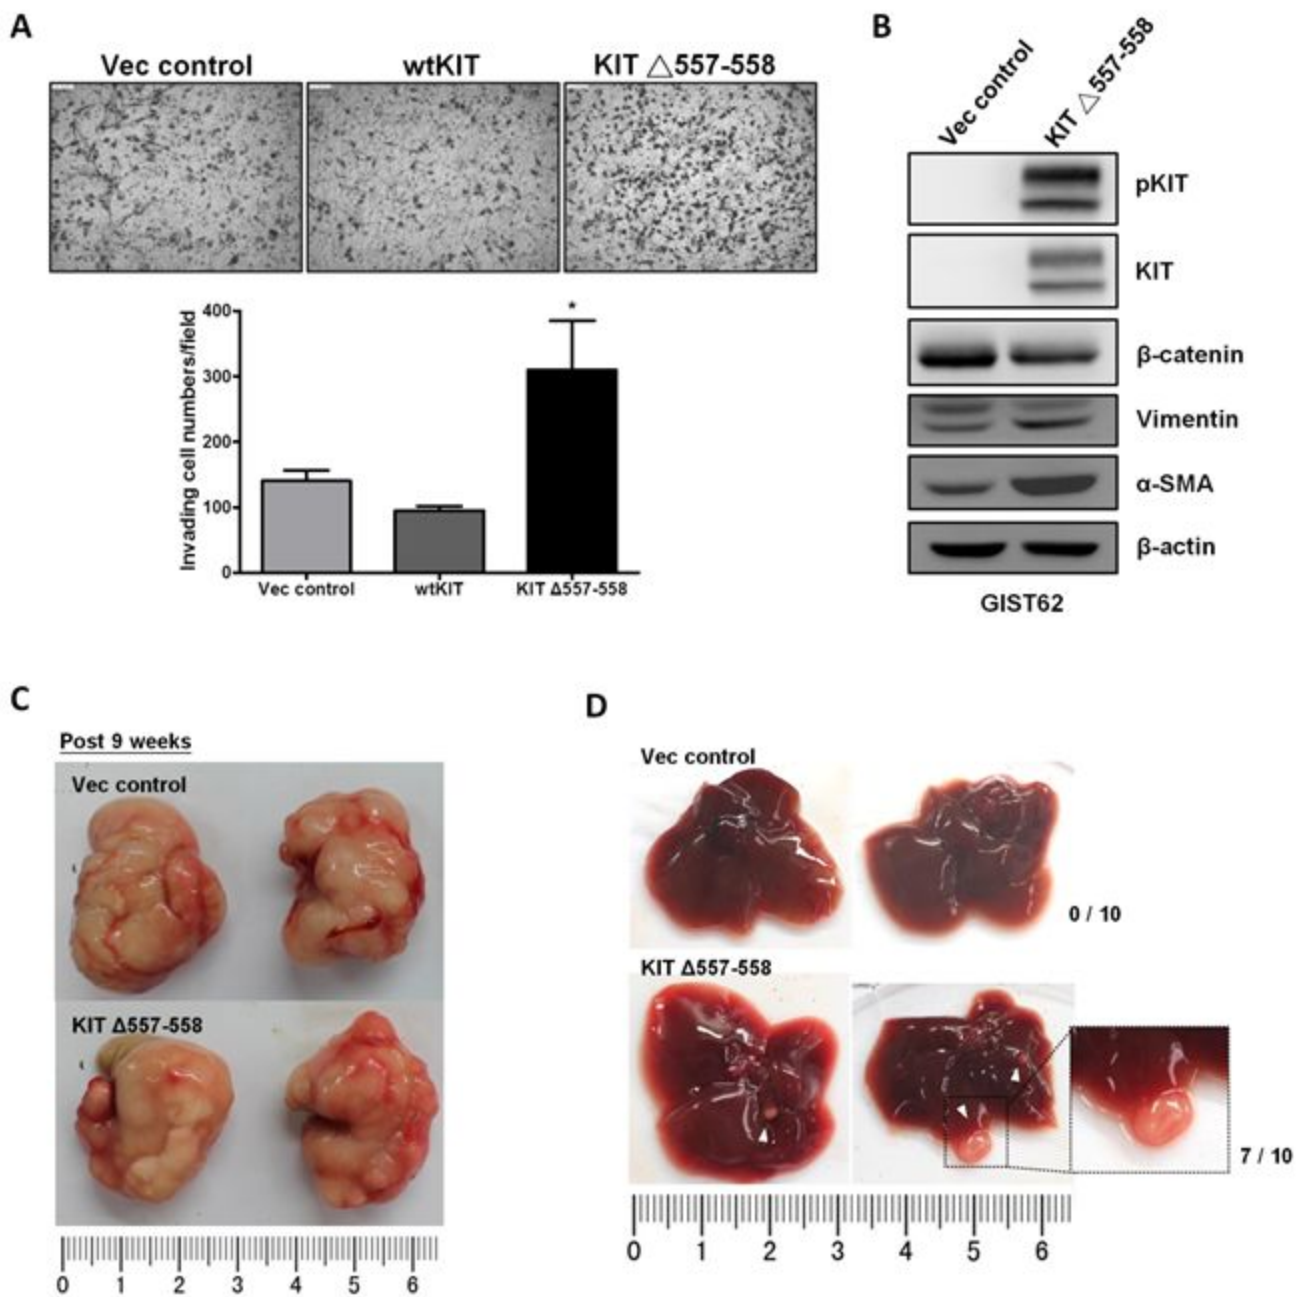 A
Vec control
wtKIT
KIT △557-558
Invading cell numbers/field
400
300
200
100
0
*
Vec control
wtKIT
KIT Δ557-558
B
Vec control
KIT △557-558
pKIT
KIT
β-catenin
Vimentin
α-SMA
β-actin
GIST62
C
Post 9 weeks
Vec control
KIT Δ557-558
0 1 2 3 4 5 6
D
Vec control
0 / 10
KIT Δ557-558
7 / 10
0 1 2 3 4 5 6